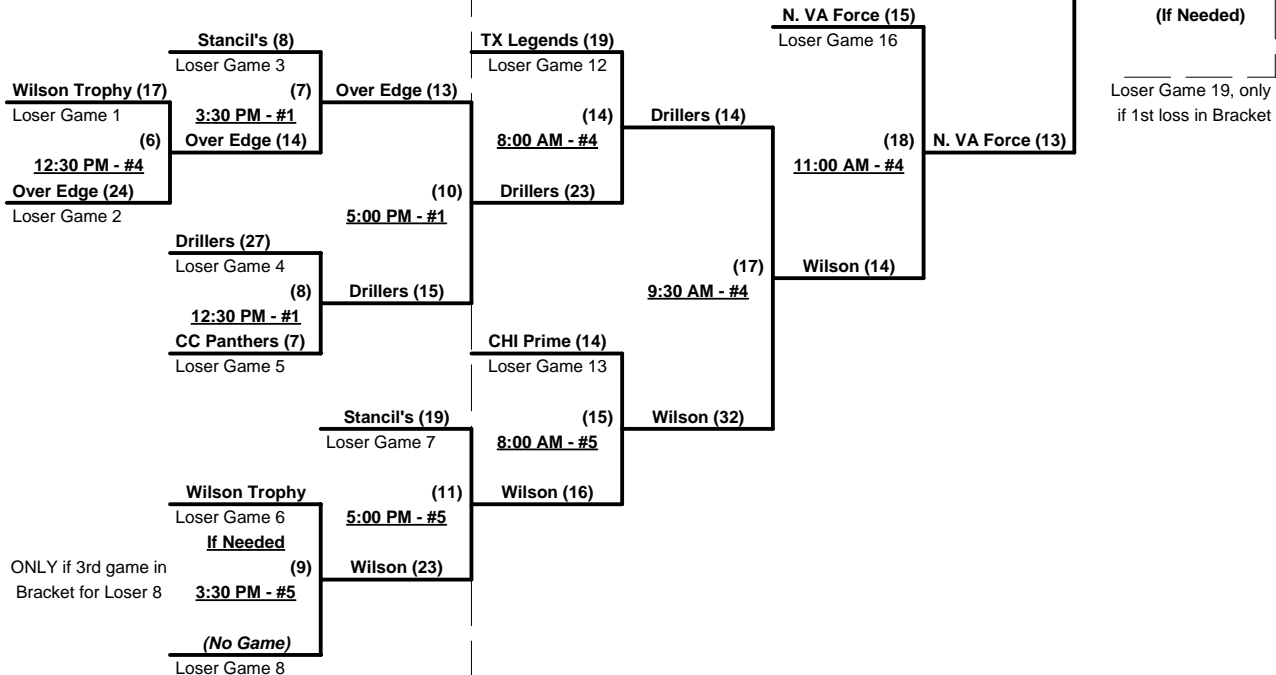 N. VA Force (15)
Loser Game 16
(If Needed)
Stancil's (8)
Loser Game 3
TX Legends (19)
Loser Game 12
Wilson Trophy (17)
Loser Game 1
(7)
3:30 PM - #1
Over Edge (13)
Loser Game 19, only
if 1st loss in Bracket
(14)
8:00 AM - #4
Drillers (14)
(6)
12:30 PM - #4
Over Edge (14)
(18)
11:00 AM - #4
N. VA Force (13)
Over Edge (24)
Loser Game 2
(10)
5:00 PM - #1
Drillers (23)
Drillers (27)
Loser Game 4
(17)
9:30 AM - #4
Wilson (14)
(8)
12:30 PM - #1
Drillers (15)
CC Panthers (7)
Loser Game 5
CHI Prime (14)
Loser Game 13
Stancil's (19)
Loser Game 7
(15)
8:00 AM - #5
Wilson (32)
Wilson Trophy
Loser Game 6
If Needed
(11)
5:00 PM - #5
Wilson (16)
ONLY if 3rd game in
Bracket for Loser 8
(9)
3:30 PM - #5
Wilson (23)
(No Game)
Loser Game 8